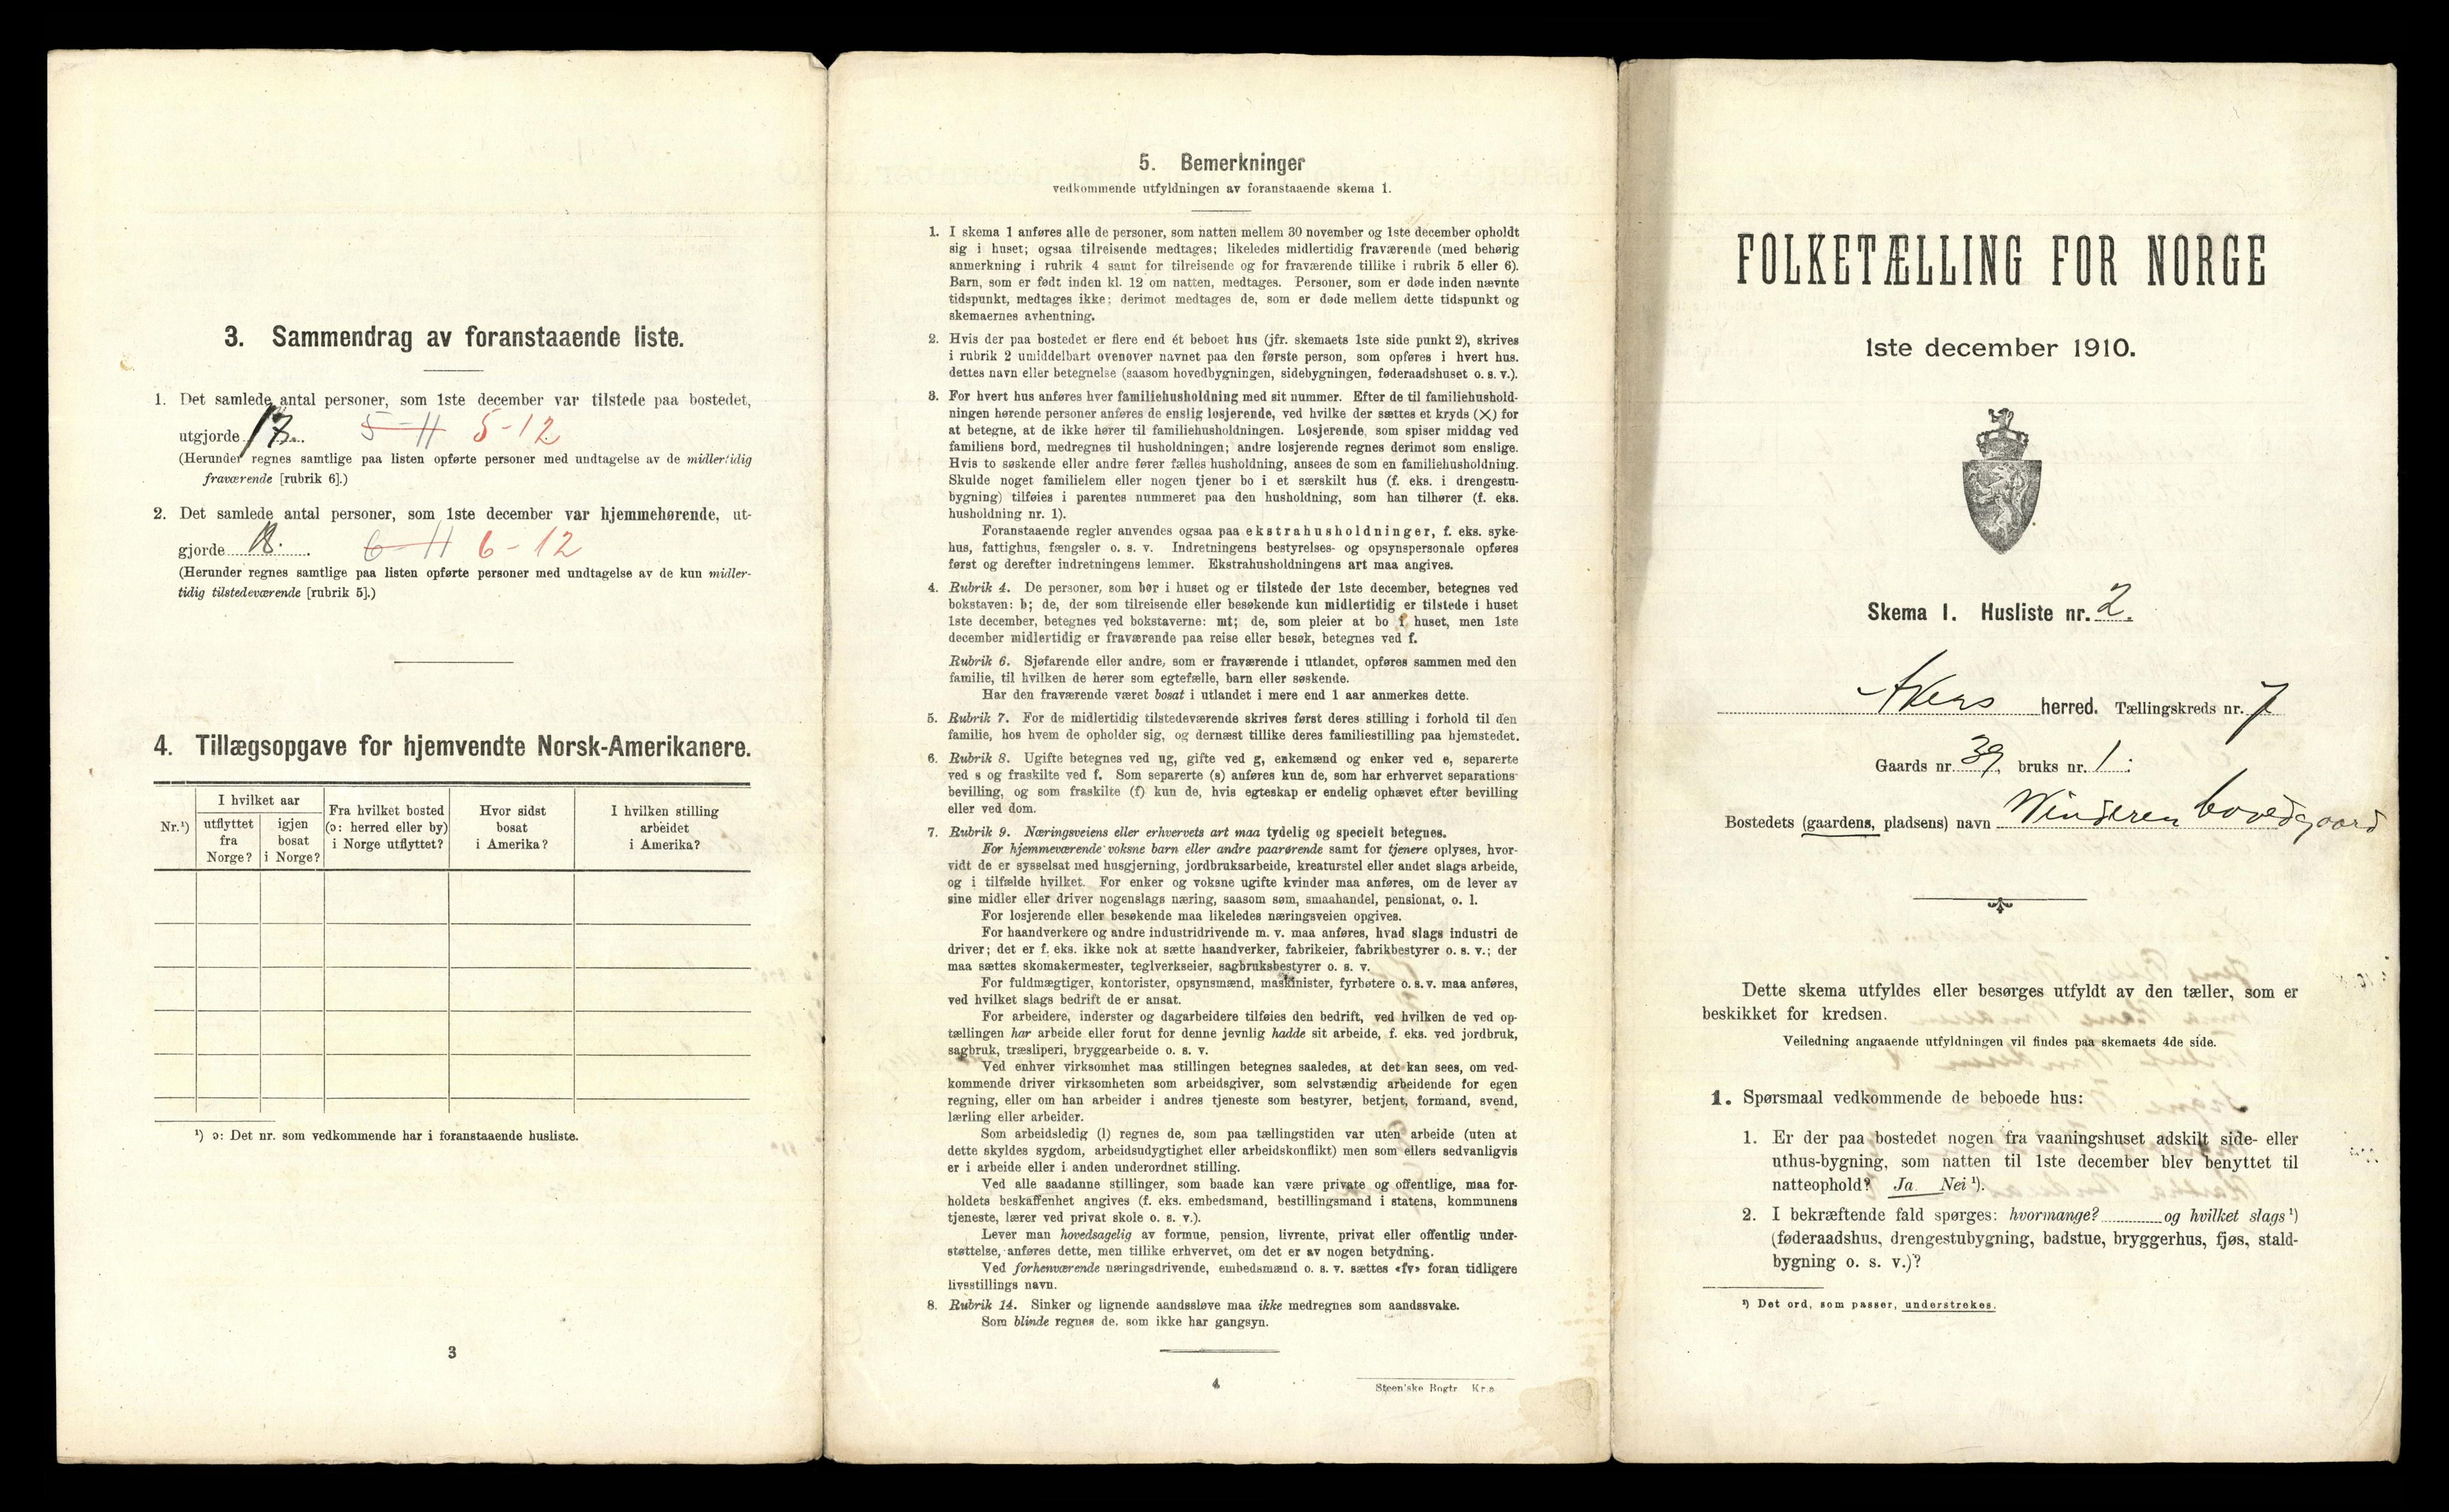 3. Sammendrag av foranstaaende liste.
1. Det samlede antal personer, som 1ste december var tilstede paa bostedet,
utgjorde 17. 5-11 5-12
(Herunder regnes samtlige paa listen opførte personer med undtagelse av de midlertidig
fraværende [rubrik 6].)
2. Det samlede antal personer, som 1ste december var hjemmehørende, ut-
gjorde 18. 6-11 6-12
(Herunder regnes samtlige paa listen opførte personer med undtagelse av de kun midler-
tidig tilstedeværende [rubrik 5].)
4. Tillægsopgave for hjemvendte Norsk-Amerikanere.
Nr.¹)
I hvilket aar
utflyttet
fra
Norge?
igjen
bosat
i Norge?
Fra hvilket bosted
(ɔ: herred eller by)
i Norge utflyttet?
Hvor sidst
bosat
i Amerika?
I hvilken stilling
arbeidet
i Amerika?
¹) ɔ: Det nr. som vedkommende har i foranstaaende husliste.
3
5. Bemerkninger
vedkommende utfyldningen av foranstaaende skema 1.
1. I skema 1 anføres alle de personer, som natten mellem 30 november og 1ste december opholdt
sig i huset; ogsaa tilreisende medtages; likeledes midlertidig fraværende (med behørig
anmerkning i rubrik 4 samt for tilreisende og for fraværende tillike i rubrik 5 eller 6).
Barn, som er født inden kl. 12 om natten, medtages. Personer, som er døde inden nævnte
tidspunkt, medtages ikke; derimot medtages de, som er døde mellem dette tidspunkt og
skemaernes avhentning.
2. Hvis der paa bostedet er flere end ét beboet hus (jfr. skemaets 1ste side punkt 2), skrives
i rubrik 2 umiddelbart ovenover navnet paa den første person, som opføres i hvert hus.
dettes navn eller betegnelse (saasom hovedbygningen, sidebygningen, føderaadshuset o. s. v.).
3. For hvert hus anføres hver familiehusholdning med sit nummer. Efter de til familiehushold-
ningen hørende personer anføres de enslig losjerende, ved hvilke der sættes et kryds (×) for
at betegne, at de ikke hører til familiehusholdningen. Losjerende, som spiser middag ved
familiens bord, medregnes til husholdningen; andre losjerende regnes derimot som enslige.
Hvis to søskende eller andre fører fælles husholdning, ansees de som en familiehusholdning.
Skulde noget familielem eller nogen tjener bo i et særskilt hus (f. eks. i drengestu-
bygning) tilføies i parentes nummeret paa den husholdning, som han tilhører (f. eks.
husholdning nr. 1).
Foranstaaende regler anvendes ogsaa paa ekstrahusholdninger, f. eks. syke-
hus, fattighus, fængsler o. s. v. Indretningens bestyrelses- og opsynspersonale opføres
først og derefter indretningens lemmer. Ekstrahusholdningens art maa angives.
4. Rubrik 4. De personer, som bor i huset og er tilstede der 1ste december, betegnes ved
bokstaven: b; de, der som tilreisende eller besøkende kun midlertidig er tilstede i huset
1ste december, betegnes ved bokstaverne: mt; de, som pleier at bo i huset, men 1ste
december midlertidig er fraværende paa reise eller besøk, betegnes ved f.
Rubrik 6. Sjøfarende eller andre, som er fraværende i utlandet, opføres sammen med den
familie, til hvilken de hører som egtefælle, barn eller søskende.
Har den fraværende været bosat i utlandet i mere end 1 aar anmerkes dette.
5. Rubrik 7. For de midlertidig tilstedeværende skrives først deres stilling i forhold til den
familie, hos hvem de opholder sig, og dernæst tillike deres familiestilling paa hjemstedet.
6. Rubrik 8. Ugifte betegnes ved ug, gifte ved g, enkemænd og enker ved e, separerte
ved s og fraskilte ved f. Som separerte (s) anføres kun de, som har erhvervet separations-
bevilling, og som fraskilte (f) kun de, hvis egteskap er endelig ophævet efter bevilling
eller ved dom.
7. Rubrik 9. Næringsveiens eller erhvervets art maa tydelig og specielt betegnes.
For hjemmeværende voksne barn eller andre paarørende samt for tjenere oplyses, hvor-
vidt de er sysselsat med husgjerning, jordbruksarbeide, kreaturstel eller andet slags arbeide,
og i tilfælde hvilket. For enker og voksne ugifte kvinder maa anføres, om de lever av
sine midler eller driver nogenslags næring, saasom søm, smaahandel, pensionat, o. l.
For losjerende eller besøkende maa likeledes næringsveien opgives.
For haandverkere og andre industridrivende m. v. maa anføres, hvad slags industri de
driver; det er f. eks. ikke nok at sætte haandverker, fabrikeier, fabrikbestyrer o. s. v.; der
maa sættes skomakermester, teglverkseier, sagbruksbestyrer o. s. v.
For fuldmægtiger, kontorister, opsynsmænd, maskinister, fyrbøtere o. s. v. maa anføres,
ved hvilket slags bedrift de er ansat.
For arbeidere, inderster og dagarbeidere tilføies den bedrift, ved hvilken de ved op-
tællingen har arbeide eller forut for denne jevnlig hadde sit arbeide, f. eks. ved jordbruk,
sagbruk, træsliperi, bryggearbeide o. s. v.
Ved enhver virksomhet maa stillingen betegnes saaledes, at det kan sees, om ved-
kommende driver virksomheten som arbeidsgiver, som selvstændig arbeidende for egen
regning, eller om han arbeider i andres tjeneste som bestyrer, betjent, formand, svend,
lærling eller arbeider.
Som arbeidsledig (l) regnes de, som paa tællingstiden var uten arbeide (uten at
dette skyldes sygdom, arbeidsudygtighet eller arbeidskonflikt) men som ellers sedvanligvis
er i arbeide eller i anden underordnet stilling.
Ved alle saadanne stillinger, som baade kan være private og offentlige, maa for-
holdets beskaffenhet angives (f. eks. embedsmand, bestillingsmand i statens, kommunens
tjeneste, lærer ved privat skole o. s. v.).
Lever man hovedsagelig av formue, pension, livrente, privat eller offentlig under-
støttelse, anføres dette, men tillike erhvervet, om det er av nogen betydning.
Ved forhenværende næringsdrivende, embedsmænd o. s. v. sættes «fv» foran tidligere
livsstillings navn.
8. Rubrik 14. Sinker og lignende aandssløve maa ikke medregnes som aandssvake.
Som blinde regnes de, som ikke har gangsyn.
4
Steen'ske Bogtr Kr.a
FOLKETÆLLING FOR NORGE
1ste december 1910.
Skema 1. Husliste nr. 2.
Akers herred. Tællingskreds nr. 7
Gaards nr. 39, bruks nr. 1.
Bostedets (gaardens, pladsens) navn Vinderen hovedgaard
Dette skema utfyldes eller besørges utfyldt av den tæller, som er
beskikket for kredsen.
Veiledning angaaende utfyldningen vil findes paa skemaets 4de side.
1. Spørsmaal vedkommende de beboede hus:
1. Er der paa bostedet nogen fra vaaningshuset adskilt side- eller
uthus-bygning, som natten til 1ste december blev benyttet til
natteophold? Ja Nei ¹).
2. I bekræftende fald spørges: hvormange? og hvilket slags ¹)
(føderaadshus, drengestubygning, badstue, bryggerhus, fjøs, stald-
bygning o. s. v.)?
¹) Det ord, som passer, understrekes.